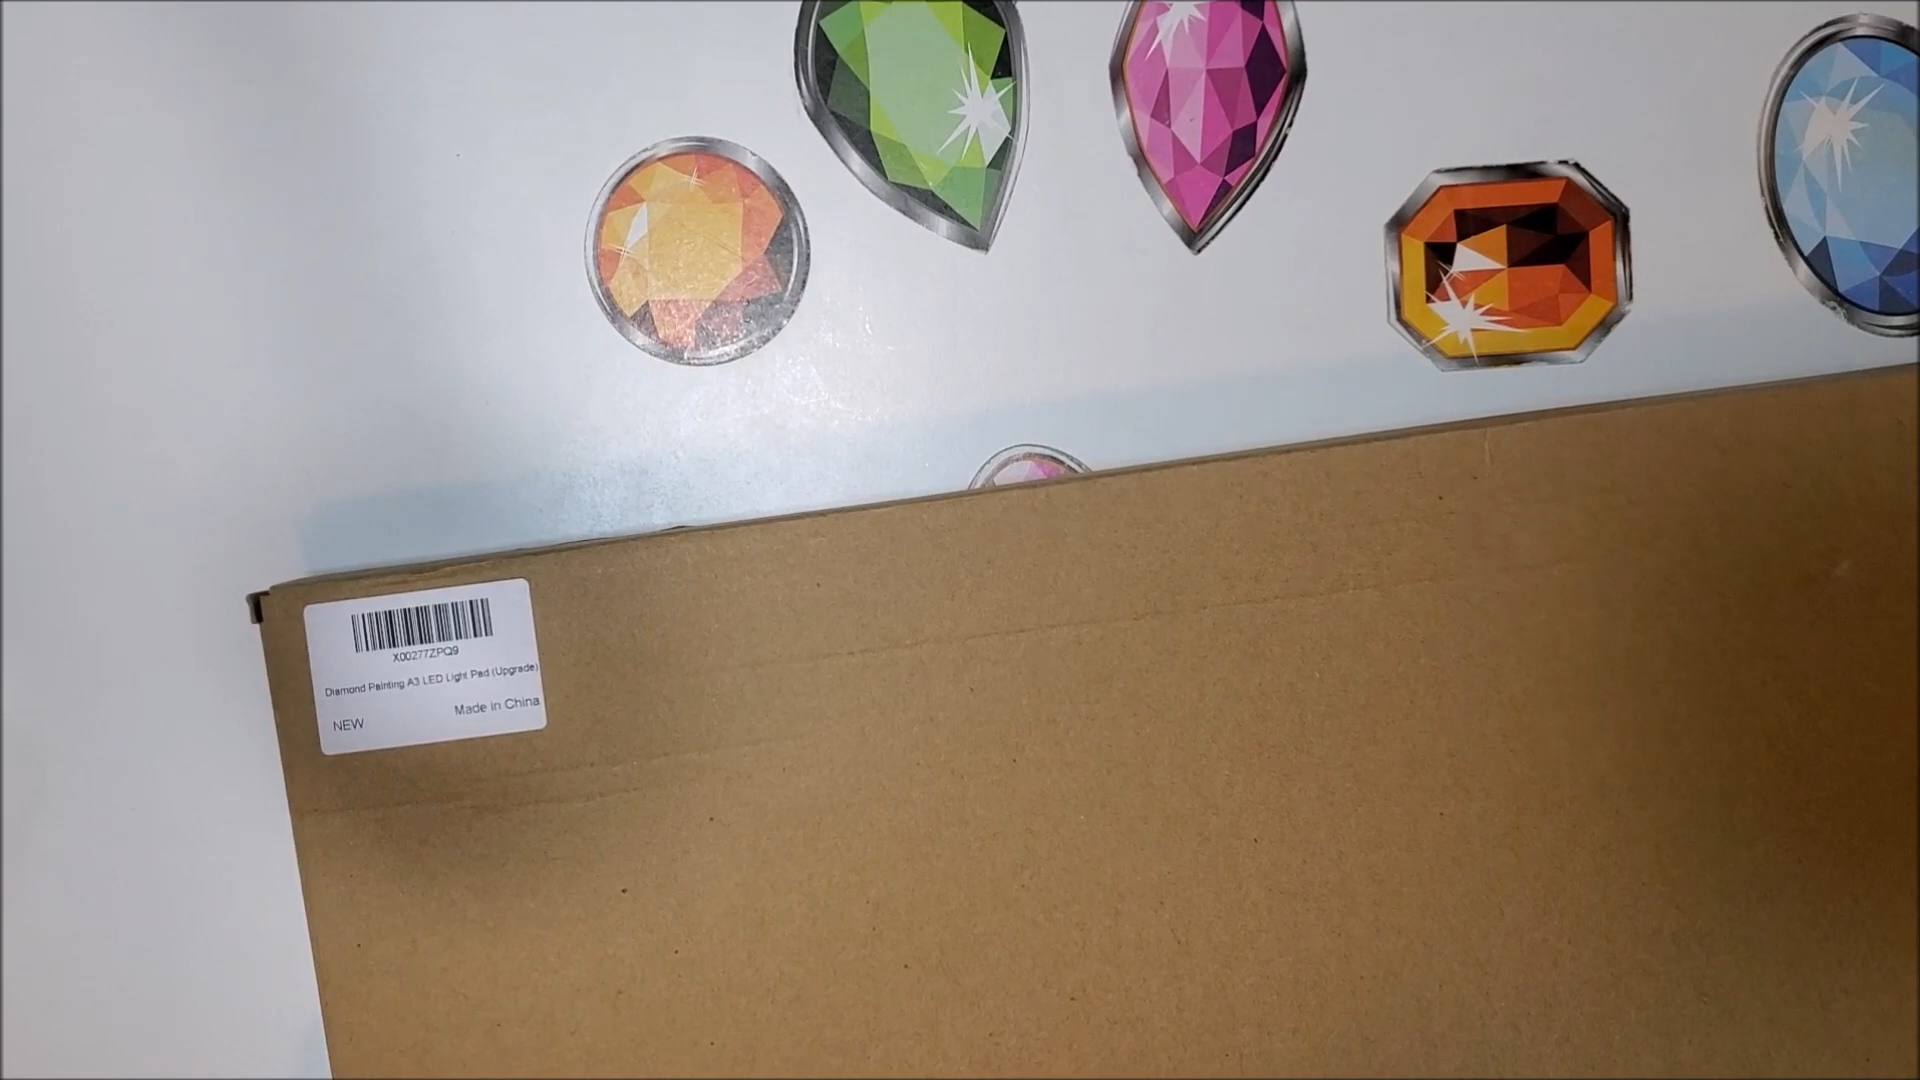 X00277ZPQ9
Diamond Painting A3 LED Light Pad (Upgrade)
NEW
Made in China